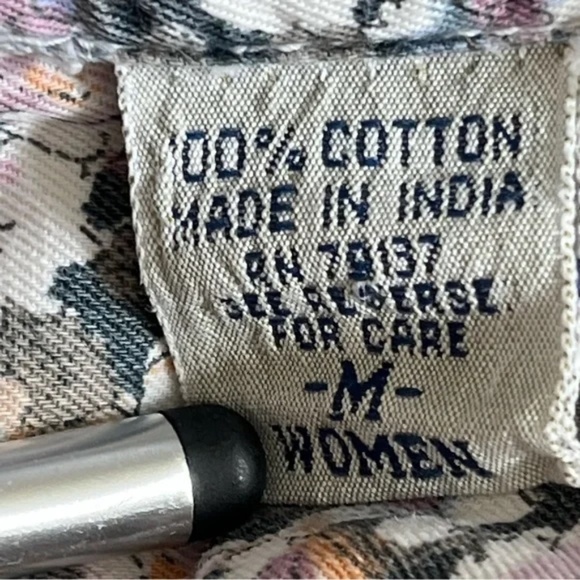 100% COTTON
MADE IN INDIA
RN 79137
SEE REVERSE
FOR CARE
-M-
WOMEN